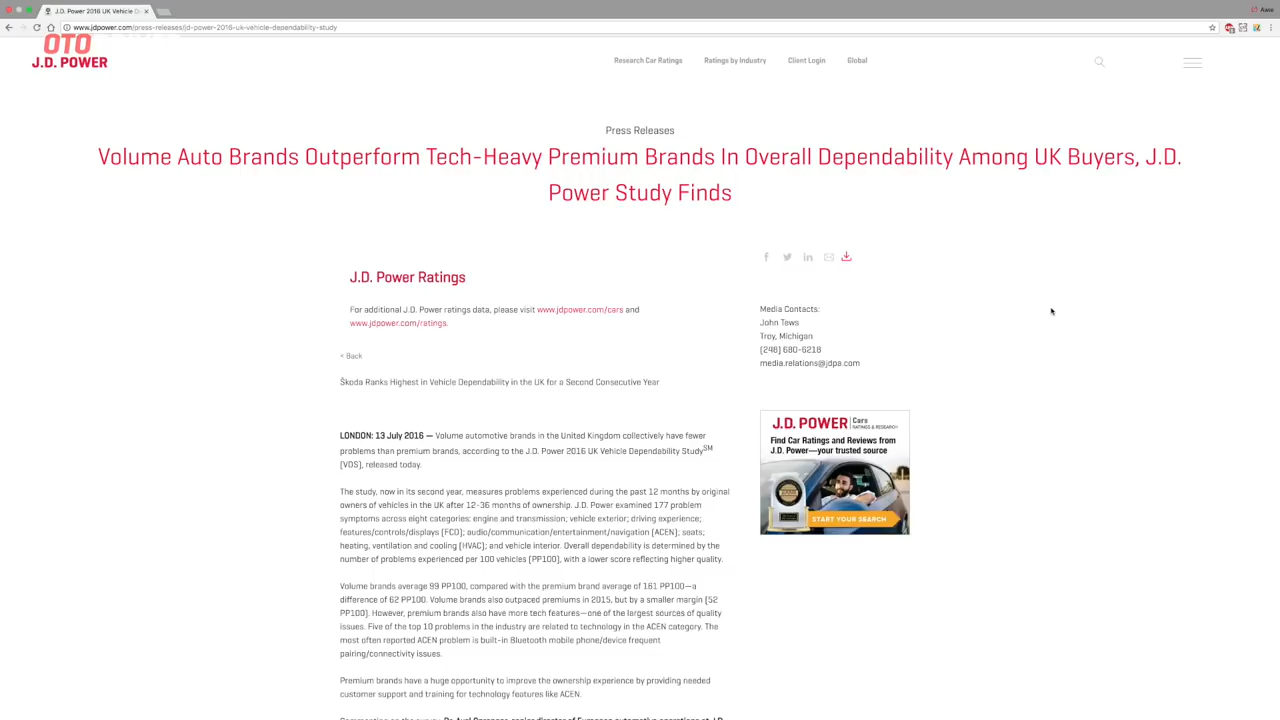 J.D. Power 2016 UK Vehicle D
Awie
www.jdpower.com/press-releases/jd-power-2016-uk-vehicle-dependability-study
OTO
J.D. POWER
Research Car Ratings
Ratings by Industry
Client Login
Global
Press Releases
Volume Auto Brands Outperform Tech-Heavy Premium Brands In Overall Dependability Among UK Buyers, J.D.
Power Study Finds
J.D. Power Ratings
For additional J.D. Power ratings data, please visit www.jdpower.com/cars and
www.jdpower.com/ratings.
< Back
Škoda Ranks Highest in Vehicle Dependability in the UK for a Second Consecutive Year
LONDON: 13 July 2016 — Volume automotive brands in the United Kingdom collectively have fewer
problems than premium brands, according to the J.D. Power 2016 UK Vehicle Dependability StudySM
(VDS), released today.
The study, now in its second year, measures problems experienced during the past 12 months by original
owners of vehicles in the UK after 12-36 months of ownership. J.D. Power examined 177 problem
symptoms across eight categories: engine and transmission; vehicle exterior; driving experience;
features/controls/displays (FCD); audio/communication/entertainment/navigation (ACEN); seats;
heating, ventilation and cooling (HVAC); and vehicle interior. Overall dependability is determined by the
number of problems experienced per 100 vehicles (PP100), with a lower score reflecting higher quality.
Volume brands average 99 PP100, compared with the premium brand average of 161 PP100—a
difference of 62 PP100. Volume brands also outpaced premiums in 2015, but by a smaller margin (52
PP100). However, premium brands also have more tech features—one of the largest sources of quality
issues. Five of the top 10 problems in the industry are related to technology in the ACEN category. The
most often reported ACEN problem is built-in Bluetooth mobile phone/device frequent
pairing/connectivity issues.
Premium brands have a huge opportunity to improve the ownership experience by providing needed
customer support and training for technology features like ACEN.
Media Contacts:
John Tews
Troy, Michigan
(248) 680-6218
media.relations@jdpa.com
J.D. POWER Cars
RATINGS & RESEARCH
Find Car Ratings and Reviews from
J.D. Power—your trusted source
START YOUR SEARCH